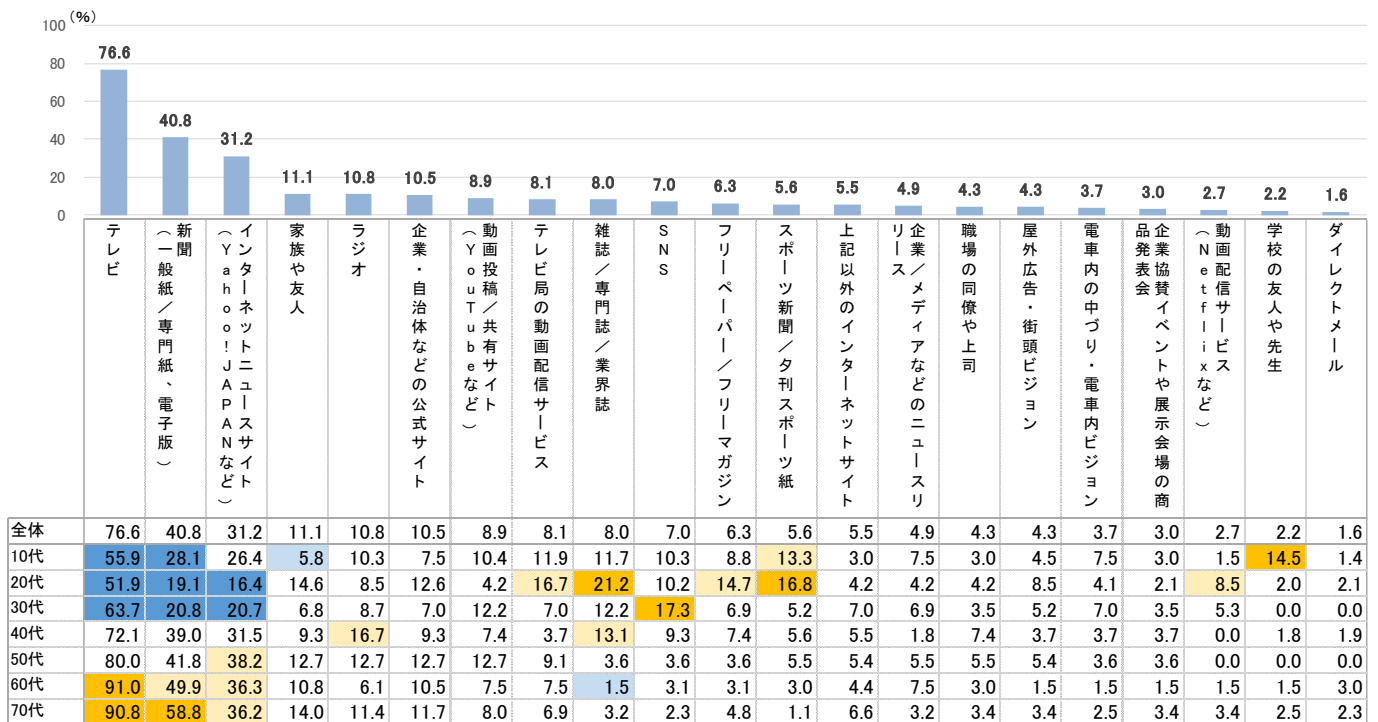 (%)
100
80
60
40
20
0
76.6
40.8
31.2
11.1
10.8
10.5
8.9
8.1
8.0
7.0
6.3
5.6
5.5
4.9
4.3
4.3
3.7
3.0
2.7
2.2
1.6
テレビ
新聞
（一般紙／専門紙、電子版）
インターネットニュースサイト
（Yahoo!JAPANなど）
家族や友人
ラジオ
企業・自治体などの公式サイト
動画投稿／共有サイト
（YouTubeなど）
テレビ局の動画配信サービス
雑誌／専門誌／業界誌
SNS
フリーペーパー／フリーマガジン
スポーツ新聞／夕刊スポーツ紙
上記以外のインターネットサイト
企業／メディアなどのニュースリ
リース
職場の同僚や上司
屋外広告・街頭ビジョン
電車内の中づり・電車内ビジョン
企業協賛イベントや展示会場の商
品発表会
動画配信サービス
（Netflixなど）
学校の友人や先生
ダイレクトメール
全体 76.6 40.8 31.2 11.1 10.8 10.5 8.9 8.1 8.0 7.0 6.3 5.6 5.5 4.9 4.3 4.3 3.7 3.0 2.7 2.2 1.6
10代 55.9 28.1 26.4 5.8 10.3 7.5 10.4 11.9 11.7 10.3 8.8 13.3 3.0 7.5 3.0 4.5 7.5 3.0 1.5 14.5 1.4
20代 51.9 19.1 16.4 14.6 8.5 12.6 4.2 16.7 21.2 10.2 14.7 16.8 4.2 4.2 4.2 8.5 4.1 2.1 8.5 2.0 2.1
30代 63.7 20.8 20.7 6.8 8.7 7.0 12.2 7.0 12.2 17.3 6.9 5.2 7.0 6.9 3.5 5.2 7.0 3.5 5.3 0.0 0.0
40代 72.1 39.0 31.5 9.3 16.7 9.3 7.4 3.7 13.1 9.3 7.4 5.6 5.5 1.8 7.4 3.7 3.7 3.7 0.0 1.8 1.9
50代 80.0 41.8 38.2 12.7 12.7 12.7 12.7 9.1 3.6 3.6 3.6 5.5 5.4 5.5 5.5 5.4 3.6 3.6 0.0 0.0 0.0
60代 91.0 49.9 36.3 10.8 6.1 10.5 7.5 7.5 1.5 3.1 3.1 3.0 4.4 7.5 3.0 1.5 1.5 1.5 1.5 1.5 3.0
70代 90.8 58.8 36.2 14.0 11.4 11.7 8.0 6.9 3.2 2.3 4.8 1.1 6.6 3.2 3.4 3.4 2.5 3.4 3.4 2.5 2.3